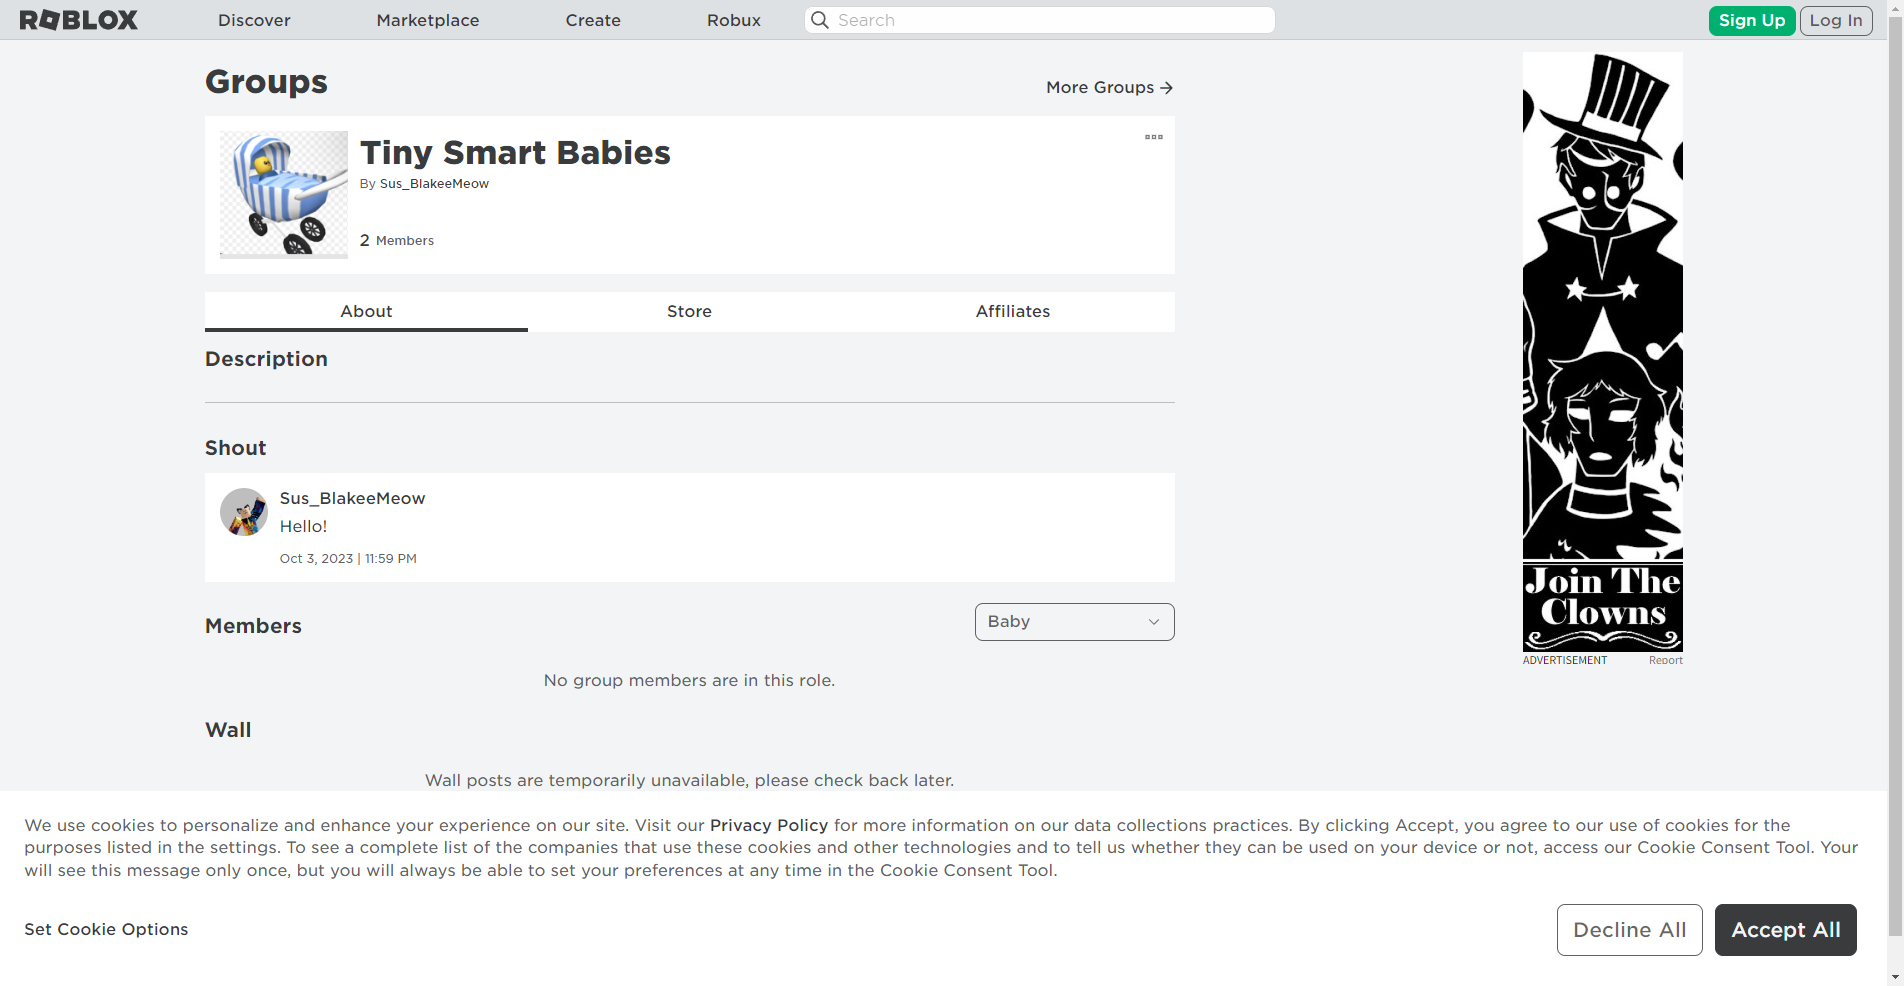 ROBLOX Discover Marketplace Create Robux Search Sign Up Log In
Groups
More Groups
Tiny Smart Babies
By Sus_BlakeeMeow
2 Members
About Store Affiliates
Description
Shout
Sus_BlakeeMeow
Hello!
Oct 3, 2023 | 11:59 PM
Members
Baby
No group members are in this role.
Wall
Wall posts are temporarily unavailable, please check back later.
Join The
Clowns
ADVERTISEMENT Report
We use cookies to personalize and enhance your experience on our site. Visit our Privacy Policy for more information on our data collections practices. By clicking Accept, you agree to our use of cookies for the
purposes listed in the settings. To see a complete list of the companies that use these cookies and other technologies and to tell us whether they can be used on your device or not, access our Cookie Consent Tool. Your
will see this message only once, but you will always be able to set your preferences at any time in the Cookie Consent Tool.
Set Cookie Options
Decline All
Accept All